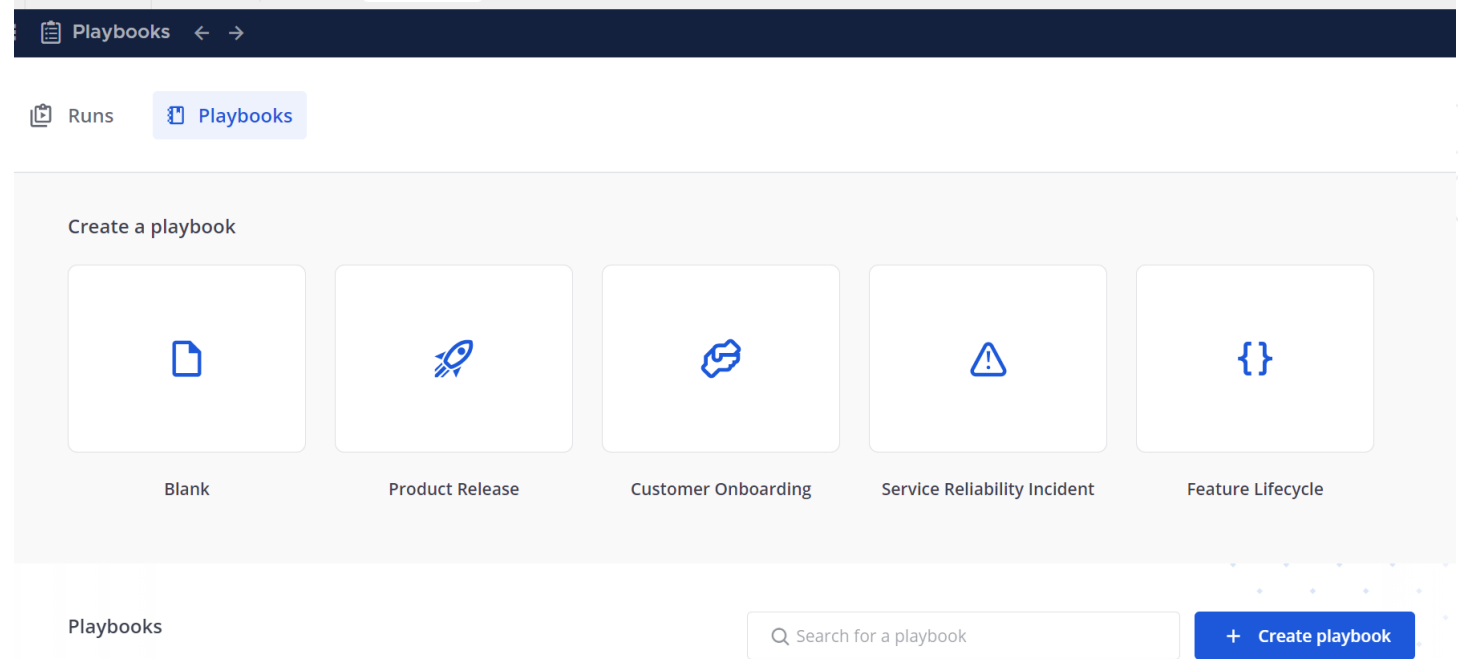 Playbooks
Runs
Playbooks
Create a playbook
Blank
Product Release
Customer Onboarding
Service Reliability Incident
Feature Lifecycle
Playbooks
Search for a playbook
+ Create playbook